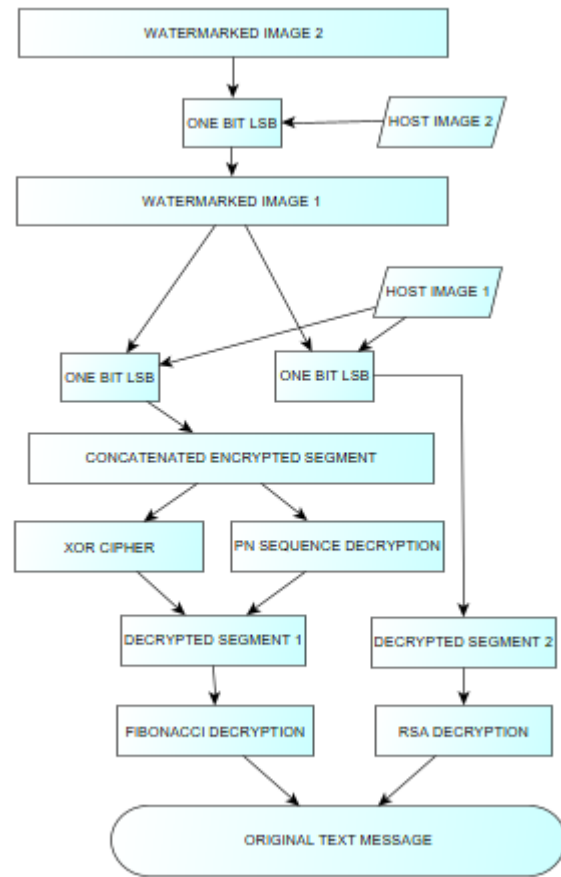 WATERMARKED IMAGE 2
ONE BIT LSB
HOST IMAGE 2
WATERMARKED IMAGE 1
HOST IMAGE 1
ONE BIT LSB
ONE BIT LSB
CONCATENATED ENCRYPTED SEGMENT
XOR CIPHER
PN SEQUENCE DECRYPTION
DECRYPTED SEGMENT 1
DECRYPTED SEGMENT 2
FIBONACCI DECRYPTION
RSA DECRYPTION
ORIGINAL TEXT MESSAGE